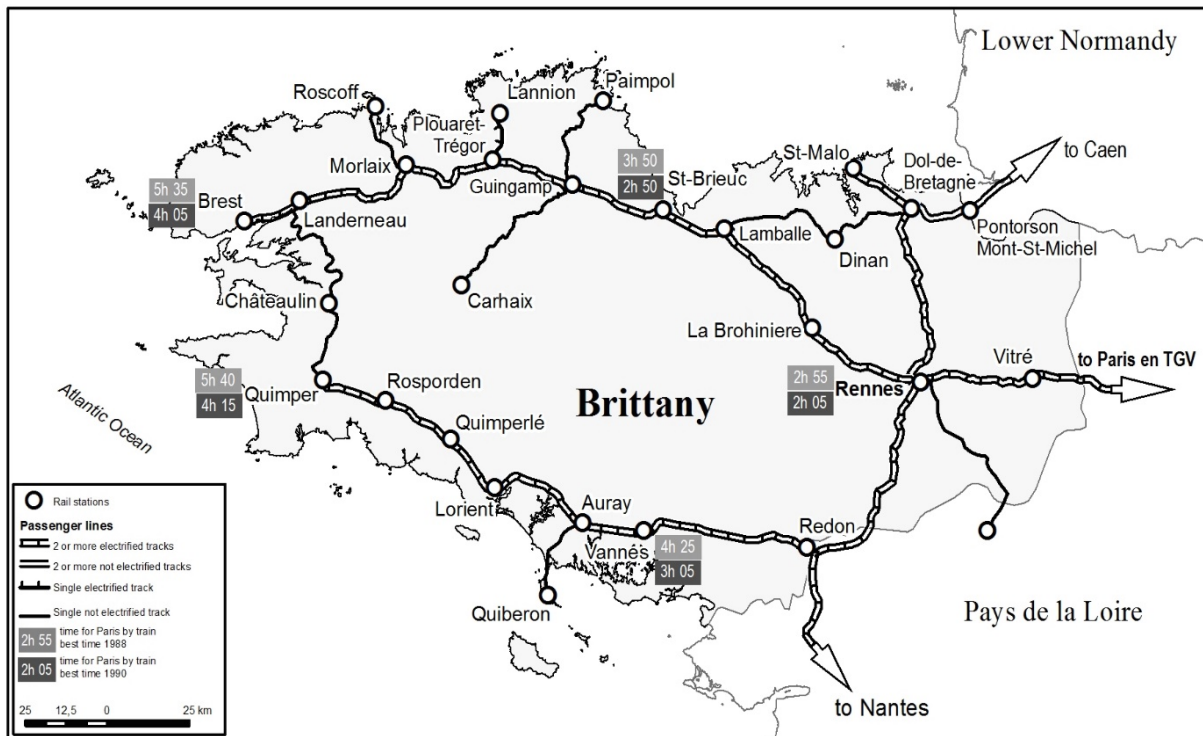 Lower Normandy
Roscoff
Lannion
Paimpol
Plouaret-
Trégor
Morlaix
Guingamp
3h 50
2h 50
St-Brieuc
St-Malo
Dol-de-
Bretagne
to Caen
5h 35
4h 05
Brest
Landerneau
Lamballe
Dinan
Pontorson
Mont-St-Michel
Châteaulin
Carhaix
La Brohiniere
Vitré
to Paris en TGV
5h 40
4h 15
Quimper
Rosporden
Brittany
2h 55
2h 05
Rennes
Atlantic Ocean
Quimperlé
Lorient
Auray
Vannés
4h 25
3h 05
Redon
Quiberon
Pays de la Loire
to Nantes
Rail stations
Passenger lines
2 or more electrified tracks
2 or more not electrified tracks
Single electrified track
Single not electrified track
2h 55
time for Paris by train
best time 1988
2h 05
time for Paris by train
best time 1990
25 12,5 0 25 km